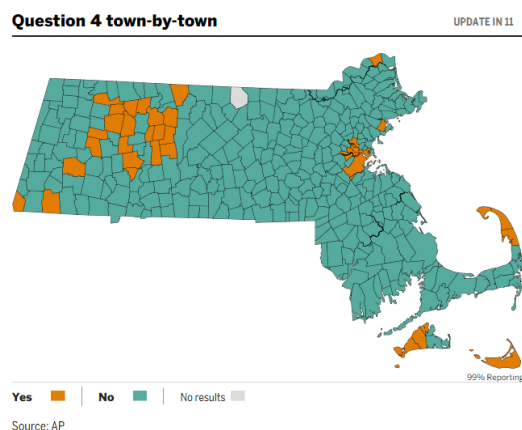 Question 4 town-by-town
UPDATE IN 11
99% Reporting
Yes
No
No results
Source: AP